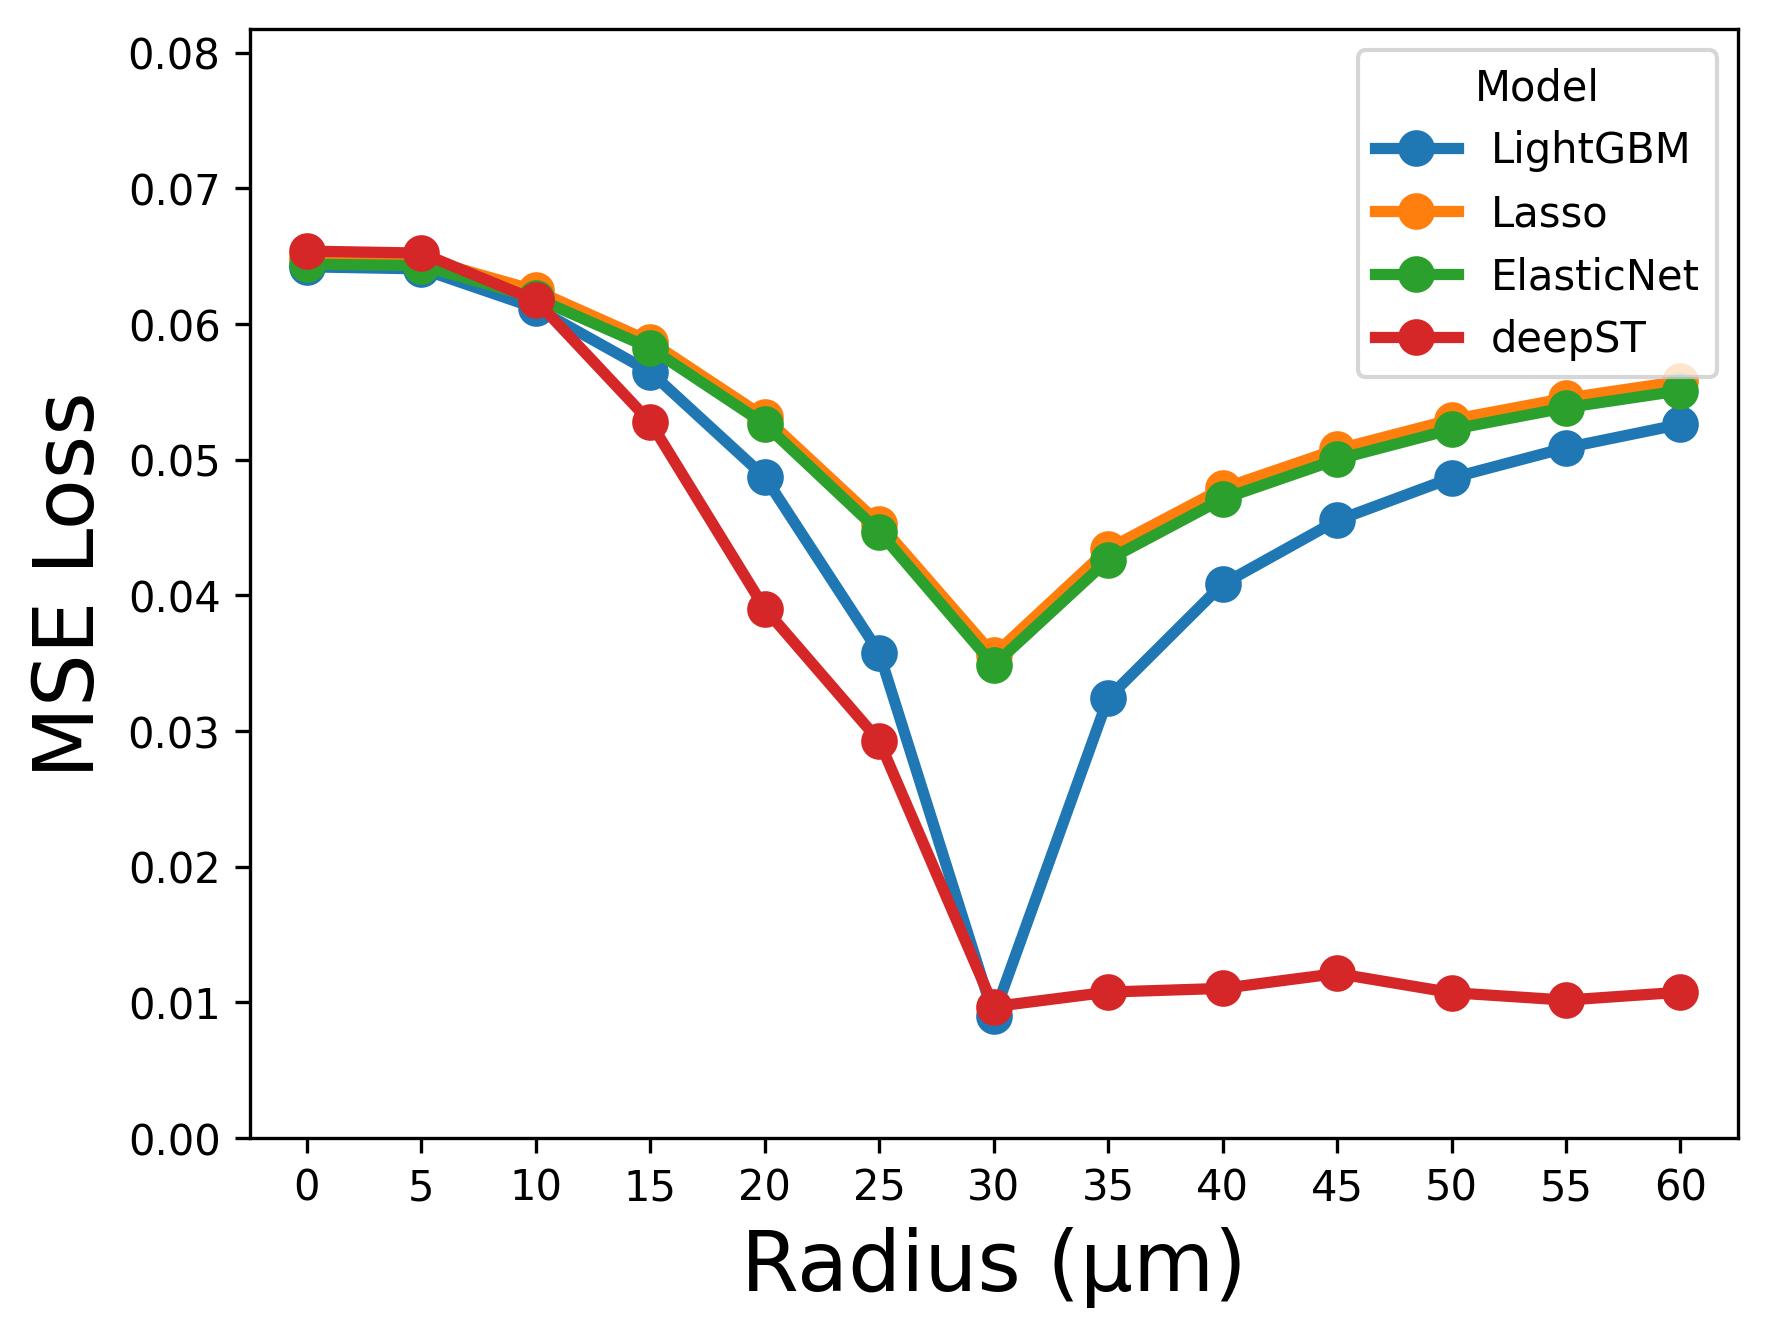 MSE Loss
0.08
0.07
0.06
0.05
0.04
0.03
0.02
0.01
0.00
Model
LightGBM
Lasso
ElasticNet
deepST
0 5 10 15 20 25 30 35 40 45 50 55 60
Radius (μm)